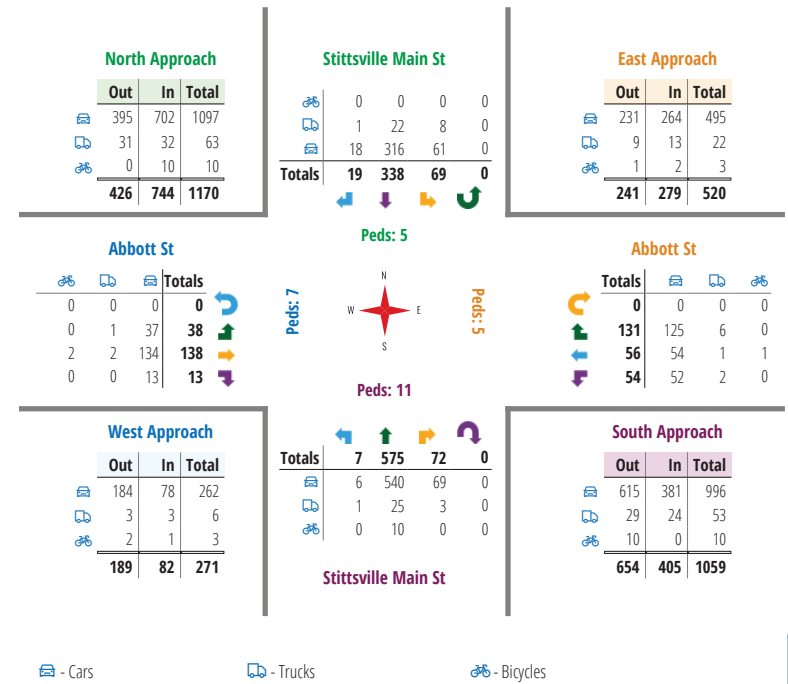 North Approach
Out In Total
395 702 1097
31 32 63
0 10 10
426 744 1170
Stittsville Main St
0 0 0 0
1 22 8 0
18 316 61 0
Totals 19 338 69 0
East Approach
Out In Total
231 264 495
9 13 22
1 2 3
241 279 520
Abbott St
Totals
0 0 0 0
0 1 37 38
2 2 134 138
0 0 13 13
Peds: 5
Peds: 7
N
W E
S
Peds: 5
Peds: 11
Abbott St
Totals
0 0 0 0
131 125 6 0
56 54 1 1
54 52 2 0
West Approach
Out In Total
184 78 262
3 3 6
2 1 3
189 82 271
Totals 7 575 72 0
6 540 69 0
1 25 3 0
0 10 0 0
Stittsville Main St
South Approach
Out In Total
615 381 996
29 24 53
10 0 10
654 405 1059
- Cars
- Trucks
- Bicycles